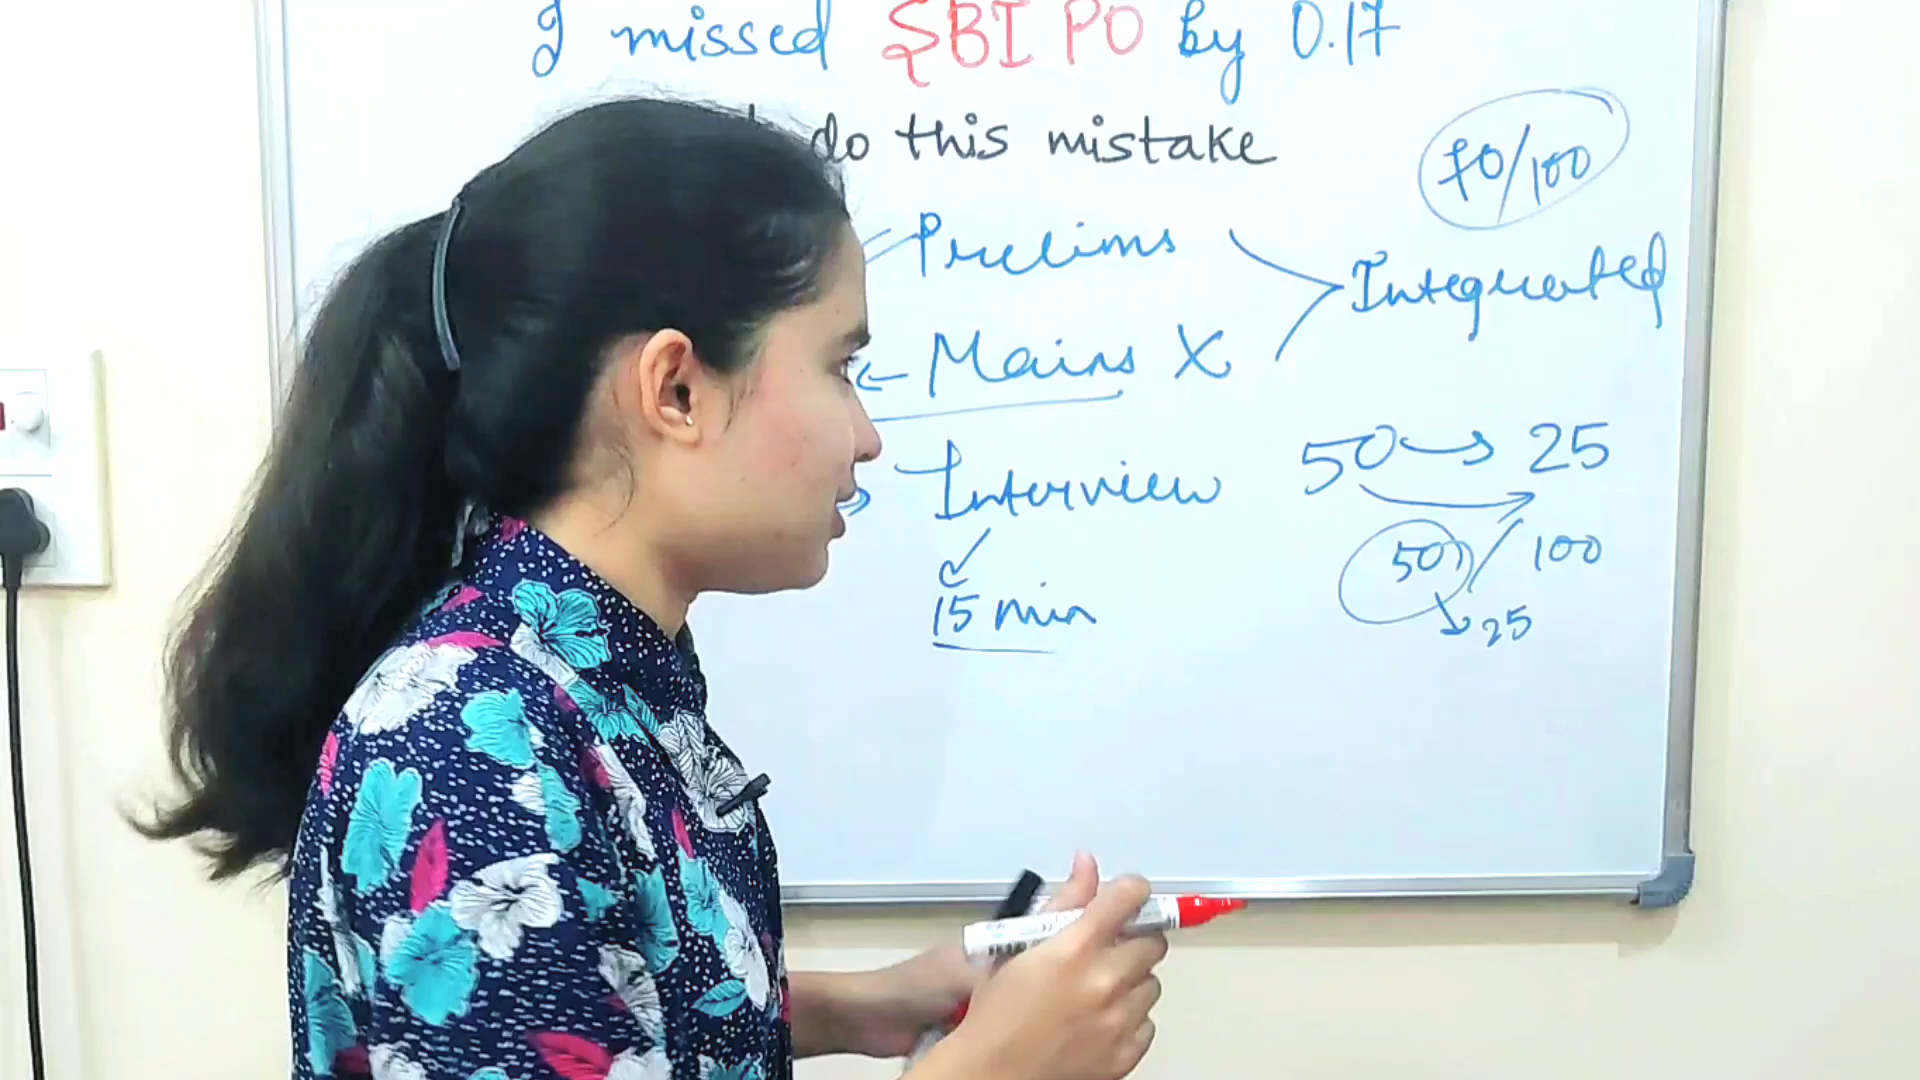 I missed SBI PO by 0.17
do this mistake
70/100
Prelims
Integrated
Mains X
50 → 25
Interview
50/100
25
15 min